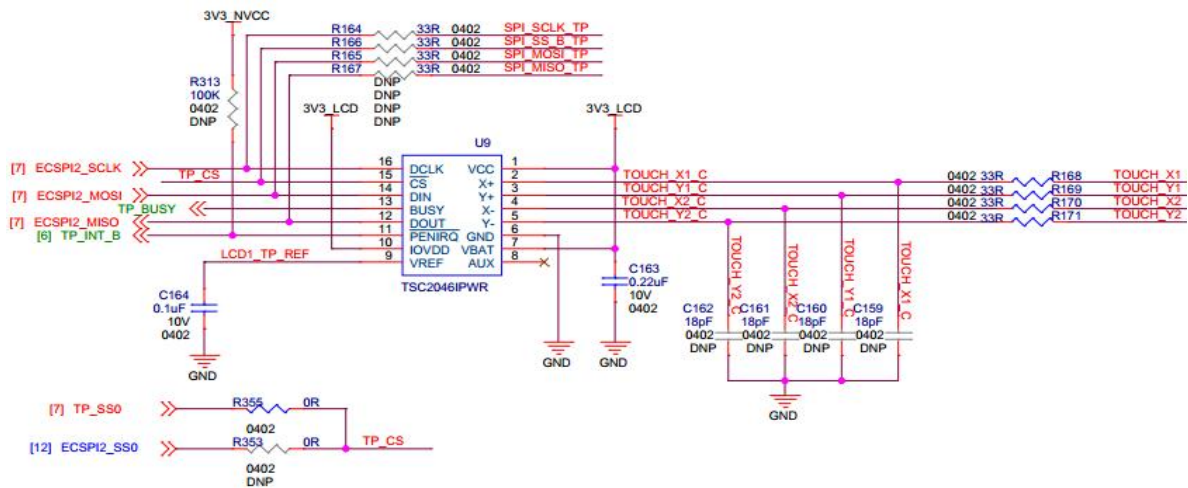 3V3_NVCC
R164 33R 0402 SPI_SCLK_TP
R166 33R 0402 SPI_SS_B_TP
R165 33R 0402 SPI_MOSI_TP
R167 33R 0402 SPI_MISO_TP
DNP
DNP
DNP
DNP
R313
100K
0402
DNP
3V3_LCD
3V3_LCD
U9
[7] ECSPI2_SCLK 16 DCLK VCC 1
TP_CS 15 CS X+ 2 TOUCH_X1_C 0402 33R R168 TOUCH_X1
[7] ECSPI2_MOSI 14 DIN Y+ 3 TOUCH_Y1_C 0402 33R R169 TOUCH_Y1
TP_BUSY 13 BUSY X- 4 TOUCH_X2_C 0402 33R R170 TOUCH_X2
[7] ECSPI2_MISO 12 DOUT Y- 5 TOUCH_Y2_C 0402 33R R171 TOUCH_Y2
[6] TP_INT_B 11 PENIRQ GND 6
10 IOVDD VBAT 7
LCD1_TP_REF 9 VREF AUX 8
TSC2046IPWR
C164
0.1uF
10V
0402
GND
C163
0.22uF
10V
0402
GND
GND
TOUCH_Y2_C
TOUCH_X2_C
TOUCH_Y1_C
TOUCH_X1_C
C162 C161 C160 C159
18pF 18pF 18pF 18pF
0402 0402 0402 0402
DNP DNP DNP DNP
GND
[7] TP_SS0 R355 0R
0402
[12] ECSPI2_SS0 R353 0R TP_CS
0402
DNP